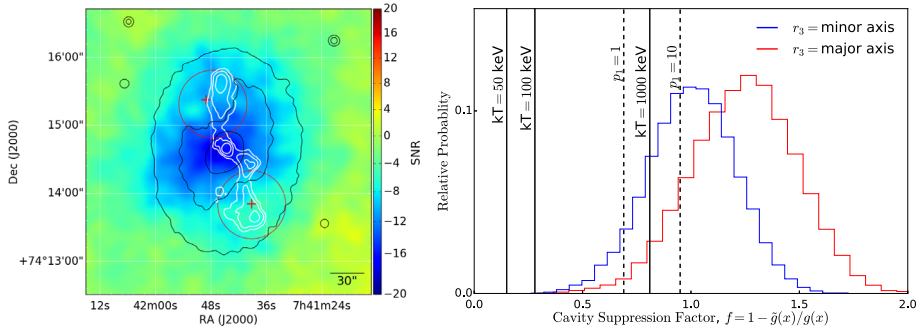 16′00″
15′00″
14′00″
+74°13′00″
Dec (J2000)
12s
42m00s
48s
36s
7h41m24s
RA (J2000)
30"
20
16
12
8
4
0
−4
−8
−12
−16
−20
SNR
r₃ = minor axis
r₃ = major axis
kT = 50 keV
kT = 100 keV
p₁ = 1
kT = 1000 keV
p₁ = 10
0.1
0.0
Relative Probablity
0.0
0.5
1.0
1.5
2.0
Cavity Suppression Factor, f = 1 − g̃(x)/g(x)